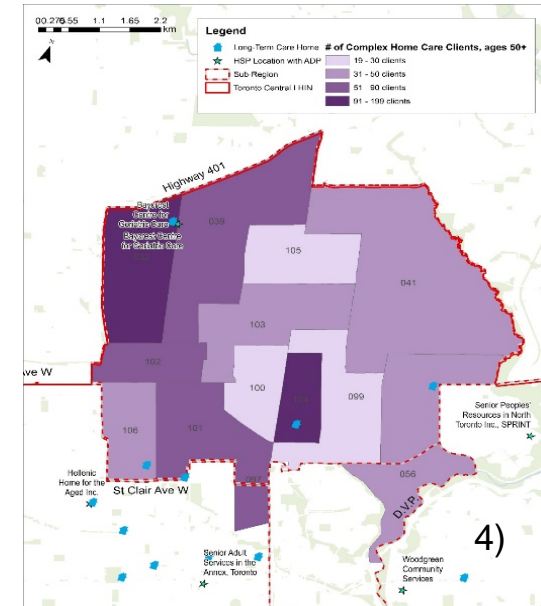 00.275.55 1.1 1.65 2.2
km
Legend
Long-Term Care Home
HSP Location with ADP
Sub-Region
Toronto Central LHIN
# of Complex Home Care Clients, ages 50+
19 - 30 clients
31 - 50 clients
51 - 90 clients
91 - 199 clients
Highway 401
Baycrest
Centre for
Geriatric Care
Baycrest Centre
for Geriatric Care
039
105
041
103
102
100
099
106
101
056
Ave W
St Clair Ave W
D.V.P.
Hellenic
Home for the
Aged Inc.
Senior Peoples'
Resources in North
Toronto Inc., SPRINT
Senior Adult
Services in the
Annex, Toronto
Woodgreen
Community
Services
4)